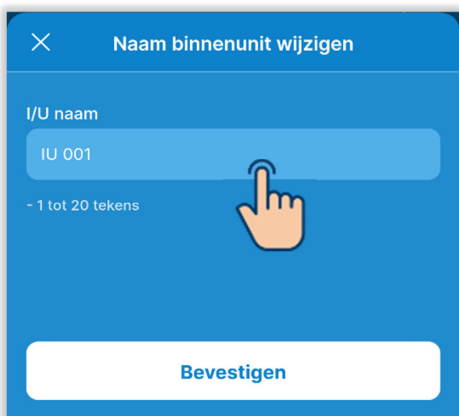 Naam binnenunit wijzigen
I/U naam
IU 001
- 1 tot 20 tekens
Bevestigen